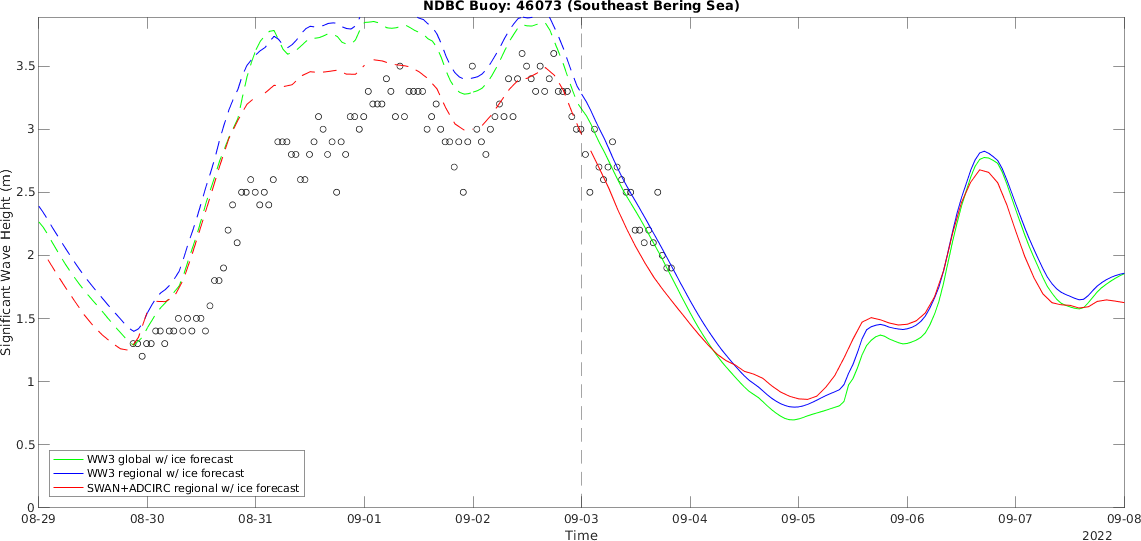 NDBC Buoy: 46073 (Southeast Bering Sea)
3.5
3
2.5
2
1.5
1
0.5
0
Significant Wave Height (m)
WW3 global w/ ice forecast
WW3 regional w/ ice forecast
SWAN+ADCIRC regional w/ ice forecast
08-29 08-30 08-31 09-01 09-02 09-03 09-04 09-05 09-06 09-07 09-08
Time
2022